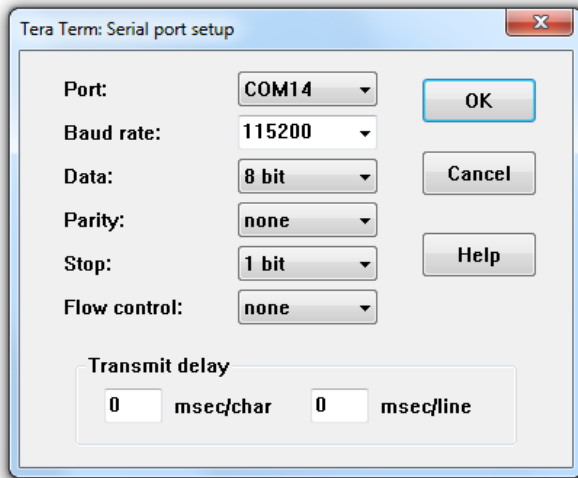 Tera Term: Serial port setup
Port: COM14
OK
Baud rate: 115200
Data: 8 bit
Cancel
Parity: none
Stop: 1 bit
Help
Flow control: none
Transmit delay
0 msec/char 0 msec/line